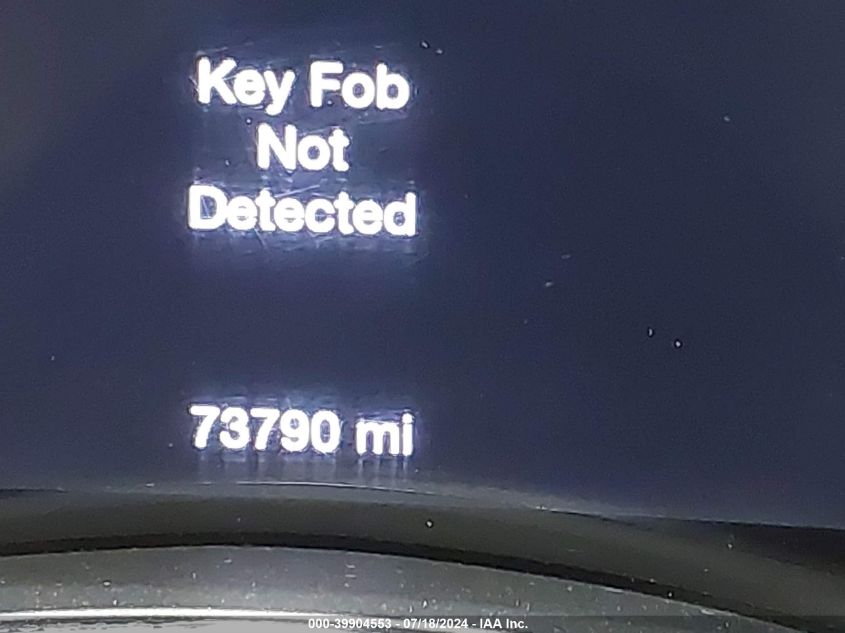 Key Fob
Not
Detected
73790 mi
000-39904553 - 07/18/2024 - IAA Inc.